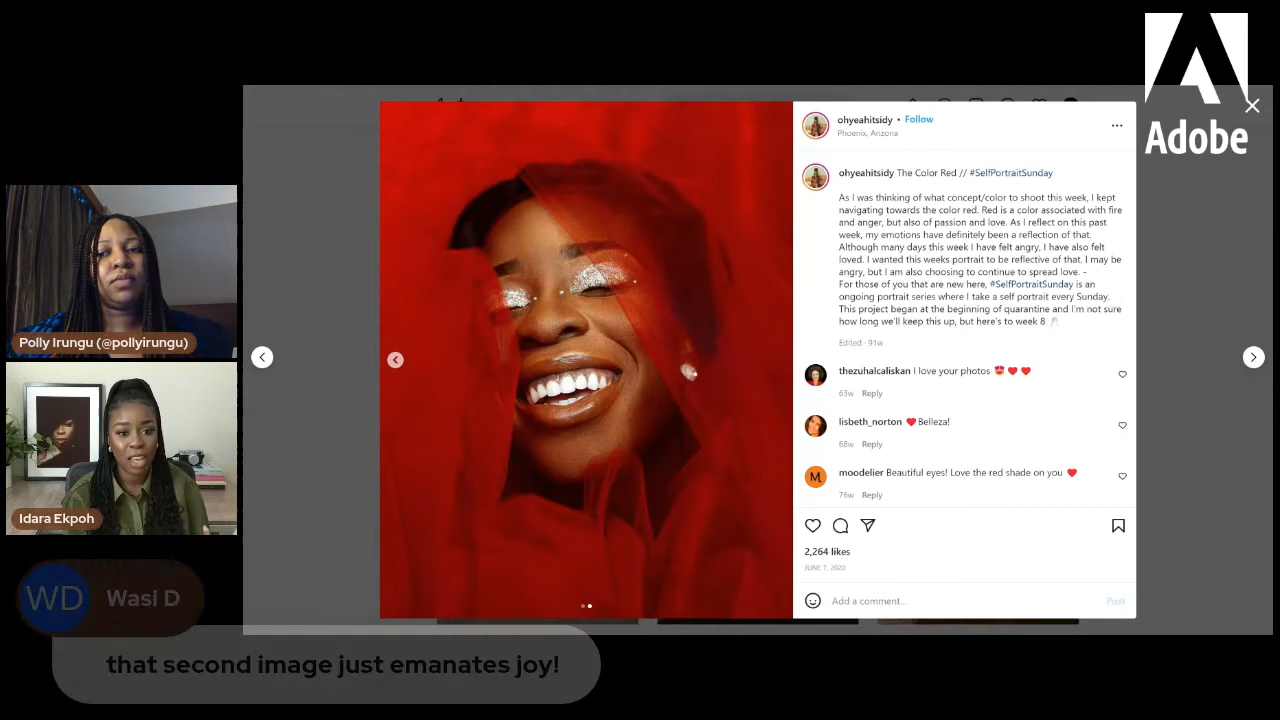 Adobe
ohyeahitsidy • Follow
Phoenix, Arizona
ohyeahitsidy The Color Red // #SelfPortraitSunday
As I was thinking of what concept/color to shoot this week, I kept
navigating towards the color red. Red is a color associated with fire
and anger, but also of passion and love. As I reflect on this past
week, my emotions have definitely been a reflection of that.
Although many days this week I have felt angry, I have also felt
loved. I wanted this weeks portrait to be reflective of that. I may be
angry, but I am also choosing to continue to spread love. -
For those of you that are new here, #SelfPortraitSunday is an
ongoing portrait series where I take a self portrait every Sunday.
This project began at the beginning of quarantine and I'm not sure
how long we'll keep this up, but here's to week 8
Edited · 91w
thezuhalcaliskan I love your photos 😍❤️❤️
63w Reply
lisbeth_norton ❤️Belleza!
68w Reply
M
moodelier Beautiful eyes! Love the red shade on you ❤️
76w Reply
2,264 likes
JUNE 7, 2020
Add a comment...
Post
Polly Irungu (@pollyirungu)
Idara Ekpoh
WD
Wasi D
that second image just emanates joy!